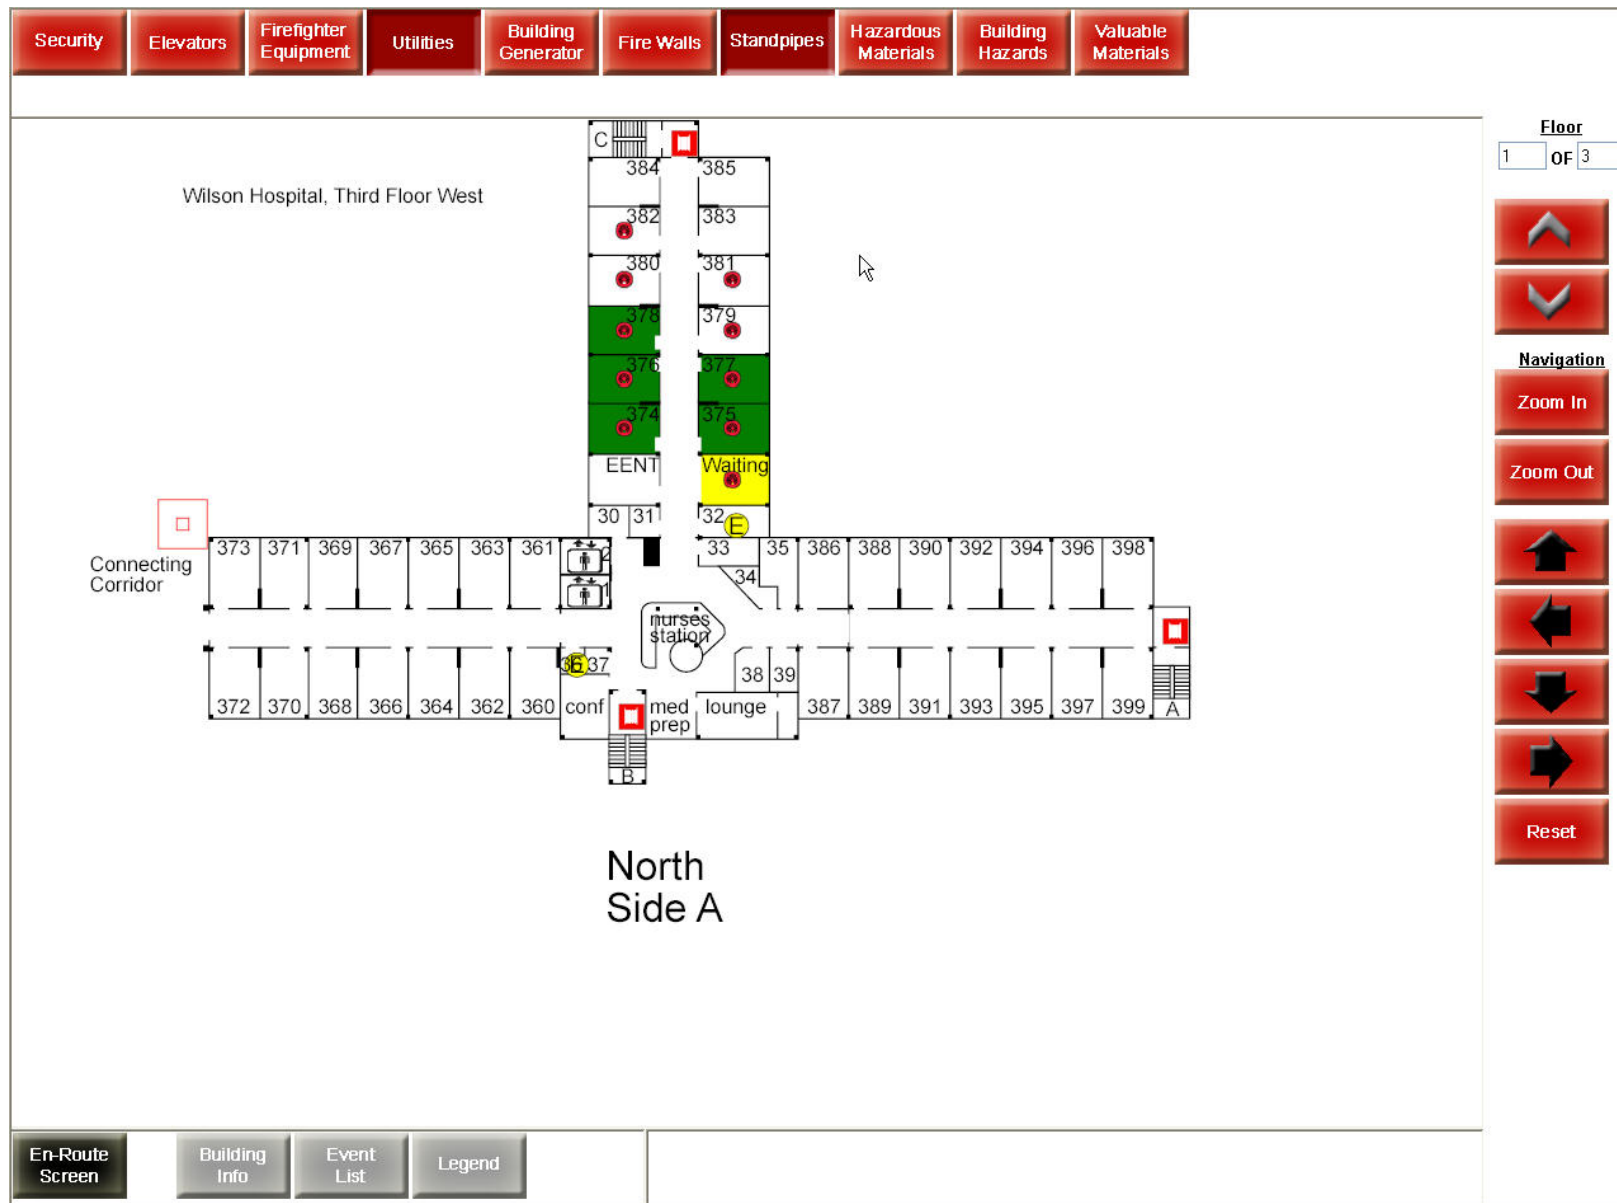 Security
Elevators
Firefighter
Equipment
Utilities
Building
Generator
Fire Walls
Standpipes
Hazardous
Materials
Building
Hazards
Valuable
Materials
Floor
1 OF 3
Navigation
Zoom In
Zoom Out
Reset
Wilson Hospital, Third Floor West
C
384 385
382 383
380 381
378 379
376 377
374 375
EENT Waiting
30 31 32 E
373 371 369 367 365 363 361 2 33 35 386 388 390 392 394 396 398
Connecting
Corridor
34
1
nurses
station
36 E 37
38 39
372 370 368 366 364 362 360 conf med
prep
lounge 387 389 391 393 395 397 399 A
B
North
Side A
En-Route
Screen
Building
Info
Event
List
Legend